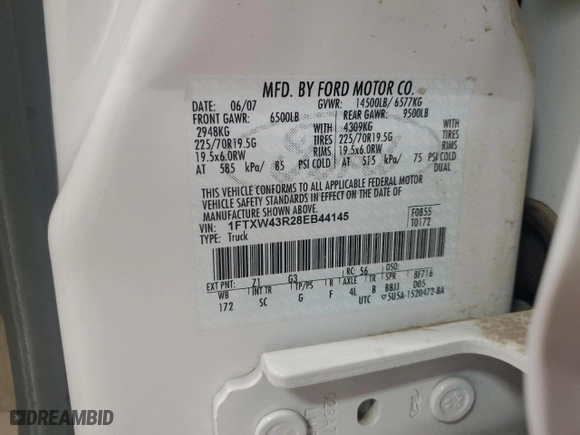 MFD. BY FORD MOTOR CO.
DATE: 06/07 GVWR: 14500LB/ 6577KG
FRONT GAWR: 6500LB REAR GAWR: 9500LB
2948KG WITH 4309KG WITH
225/70R19.5G TIRES 225/70R19.5G TIRES
19.5x6.0RW RIMS 19.5x6.0RW RIMS
AT 585 kPa/ 85 PSI COLD AT 515 kPa/ 75 PSI COLD
DUAL
THIS VEHICLE CONFORMS TO ALL APPLICABLE FEDERAL MOTOR
VEHICLE SAFETY STANDARDS IN EFFECT ON THE DATE OF
MANUFACTURE SHOWN ABOVE.
VIN: 1FTXW43R28EB44145 F0855
TYPE: Truck T0172
EXT PNT: Z1 G3 RC: 56 DSO:
WB INT TR TP/PS R AXLE TR SPR BF716
172 SC G F 4L B BBJJ D05
UTC 5U5A-1520472-BA
DREAMBID